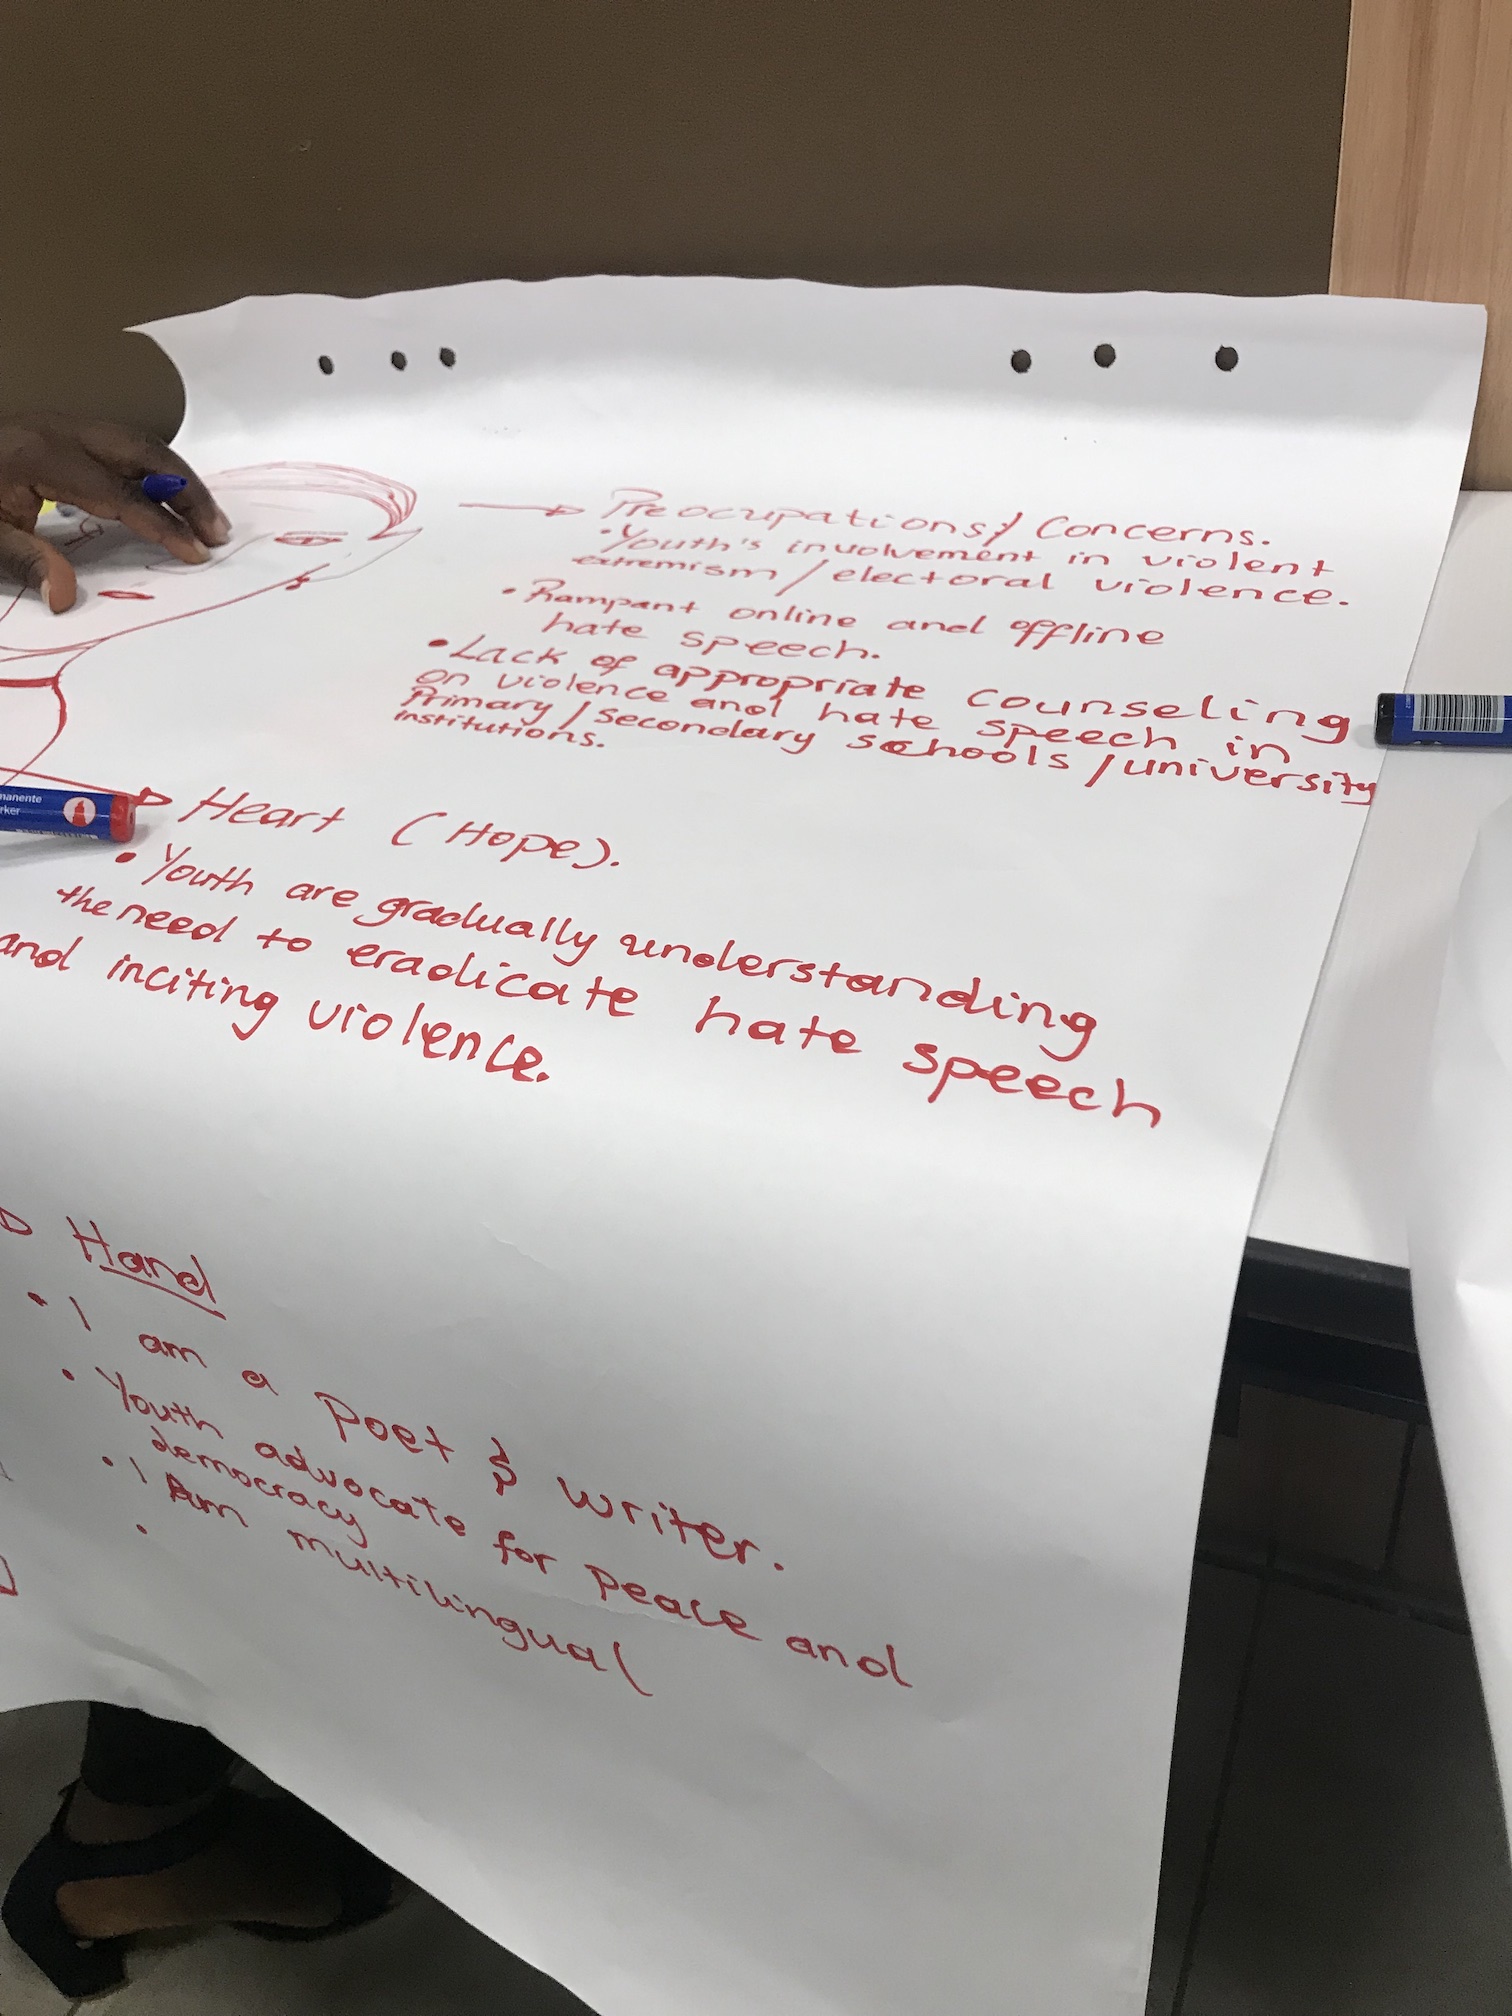 Preocupations/ Concerns.
• Youth's involvement in violent
extremism/electoral violence.
• Rampant online and offline
hate speech.
• Lack of appropriate counseling
on violence and hate speech in
Primary/secondary schools/university
institutions.
Heart (Hope).
• Youth are gradually understanding
the need to eradicate hate speech
and inciting violence.
Hand
• I am a poet & writer.
• Youth advocate for peace and
democracy
• I Am multilingual
•
manente
rker